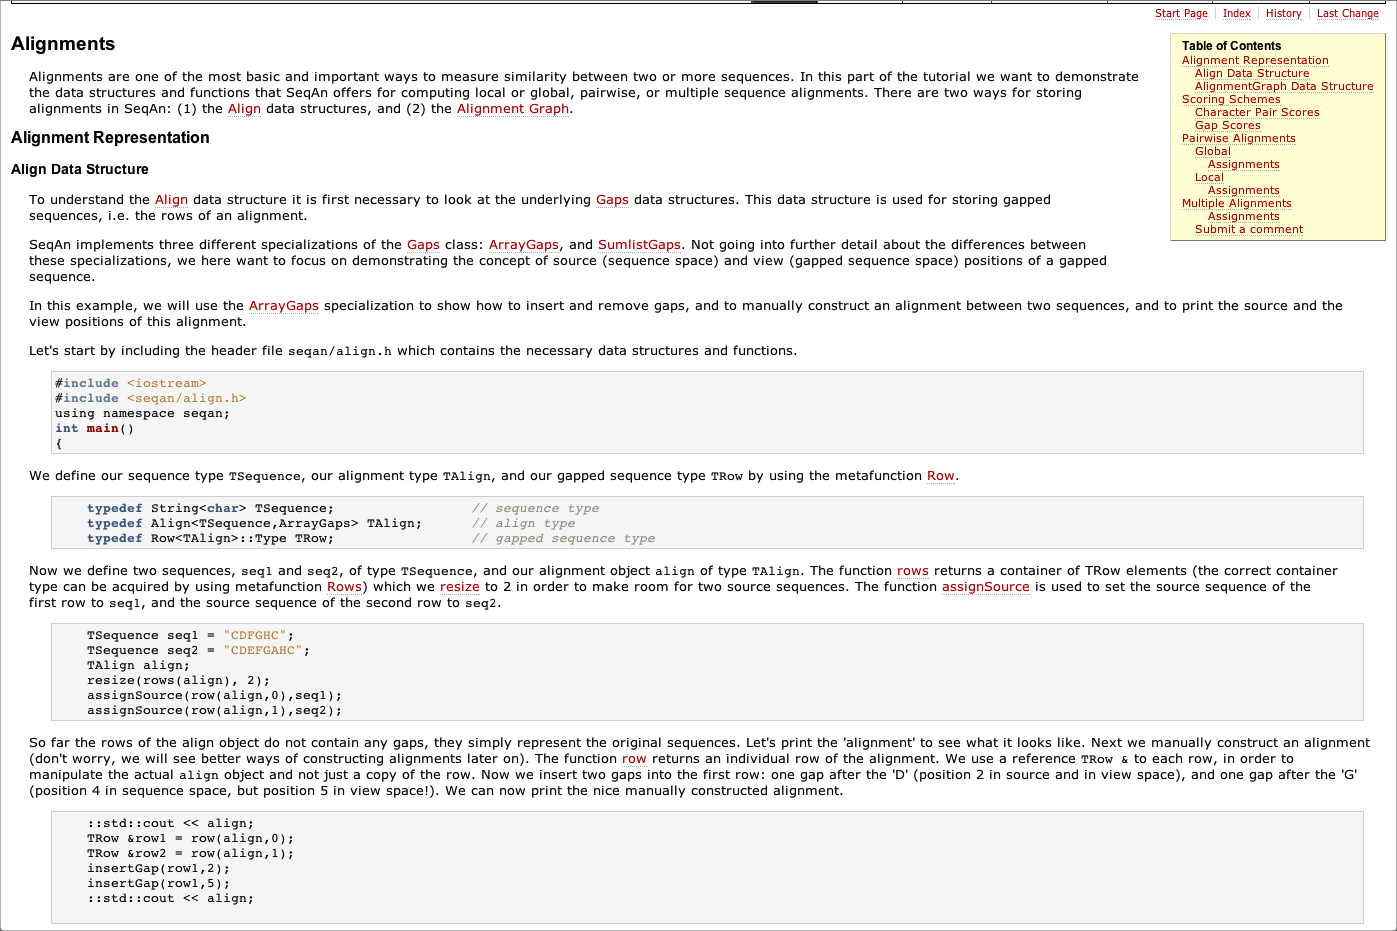 Start Page | Index | History | Last Change
Alignments
Alignments are one of the most basic and important ways to measure similarity between two or more sequences. In this part of the tutorial we want to demonstrate
the data structures and functions that SeqAn offers for computing local or global, pairwise, or multiple sequence alignments. There are two ways for storing
alignments in SeqAn: (1) the Align data structures, and (2) the Alignment Graph.
Table of Contents
Alignment Representation
Align Data Structure
AlignmentGraph Data Structure
Scoring Schemes
Character Pair Scores
Gap Scores
Pairwise Alignments
Global
Assignments
Local
Assignments
Multiple Alignments
Assignments
Submit a comment
Alignment Representation
Align Data Structure
To understand the Align data structure it is first necessary to look at the underlying Gaps data structures. This data structure is used for storing gapped
sequences, i.e. the rows of an alignment.
SeqAn implements three different specializations of the Gaps class: ArrayGaps, and SumlistGaps. Not going into further detail about the differences between
these specializations, we here want to focus on demonstrating the concept of source (sequence space) and view (gapped sequence space) positions of a gapped
sequence.
In this example, we will use the ArrayGaps specialization to show how to insert and remove gaps, and to manually construct an alignment between two sequences, and to print the source and the
view positions of this alignment.
Let's start by including the header file seqan/align.h which contains the necessary data structures and functions.
#include <iostream>
#include <seqan/align.h>
using namespace seqan;
int main()
{
We define our sequence type TSequence, our alignment type TAlign, and our gapped sequence type TRow by using the metafunction Row.
typedef String<char> TSequence; // sequence type
typedef Align<TSequence,ArrayGaps> TAlign; // align type
typedef Row<TAlign>::Type TRow; // gapped sequence type
Now we define two sequences, seq1 and seq2, of type TSequence, and our alignment object align of type TAlign. The function rows returns a container of TRow elements (the correct container
type can be acquired by using metafunction Rows) which we resize to 2 in order to make room for two source sequences. The function assignSource is used to set the source sequence of the
first row to seq1, and the source sequence of the second row to seq2.
TSequence seq1 = "CDFGHC";
TSequence seq2 = "CDEFGAHC";
TAlign align;
resize(rows(align), 2);
assignSource(row(align,0),seq1);
assignSource(row(align,1),seq2);
So far the rows of the align object do not contain any gaps, they simply represent the original sequences. Let's print the 'alignment' to see what it looks like. Next we manually construct an alignment
(don't worry, we will see better ways of constructing alignments later on). The function row returns an individual row of the alignment. We use a reference TRow & to each row, in order to
manipulate the actual align object and not just a copy of the row. Now we insert two gaps into the first row: one gap after the 'D' (position 2 in source and in view space), and one gap after the 'G'
(position 4 in sequence space, but position 5 in view space!). We can now print the nice manually constructed alignment.
::std::cout << align;
TRow &row1 = row(align,0);
TRow &row2 = row(align,1);
insertGap(row1,2);
insertGap(row1,5);
::std::cout << align;